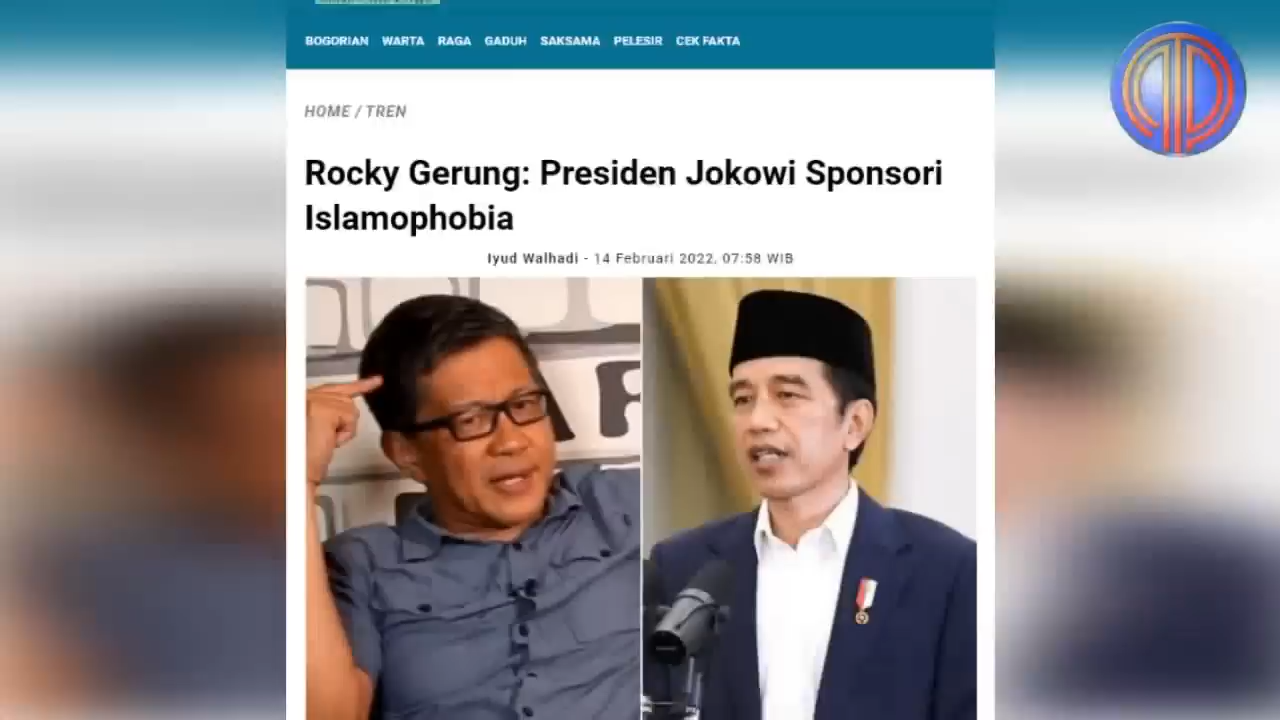 BOGORIAN WARTA RAGA GADUH SAKSAMA PELESIR CEK FAKTA
HOME / TREN
Rocky Gerung: Presiden Jokowi Sponsori
Islamophobia
Iyud Walhadi - 14 Februari 2022, 07:58 WIB